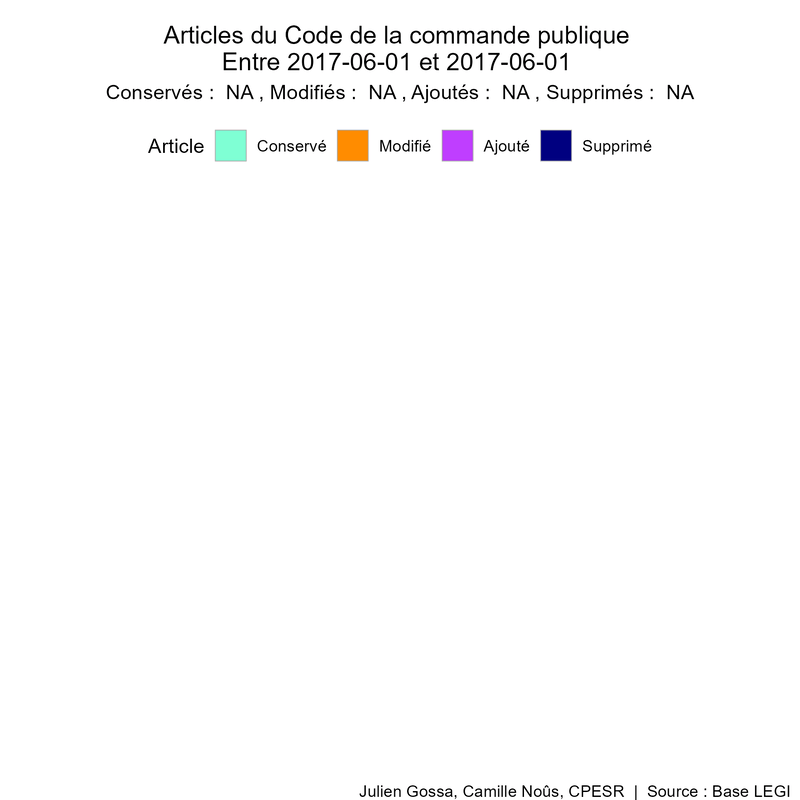 Articles du Code de la commande publique
Entre 2017-06-01 et 2017-06-01
Conservés :  NA , Modifiés :  NA , Ajoutés :  NA , Supprimés :  NA
Article Conservé Modifié Ajouté Supprimé
Julien Gossa, Camille Noûs, CPESR  |  Source : Base LEGI